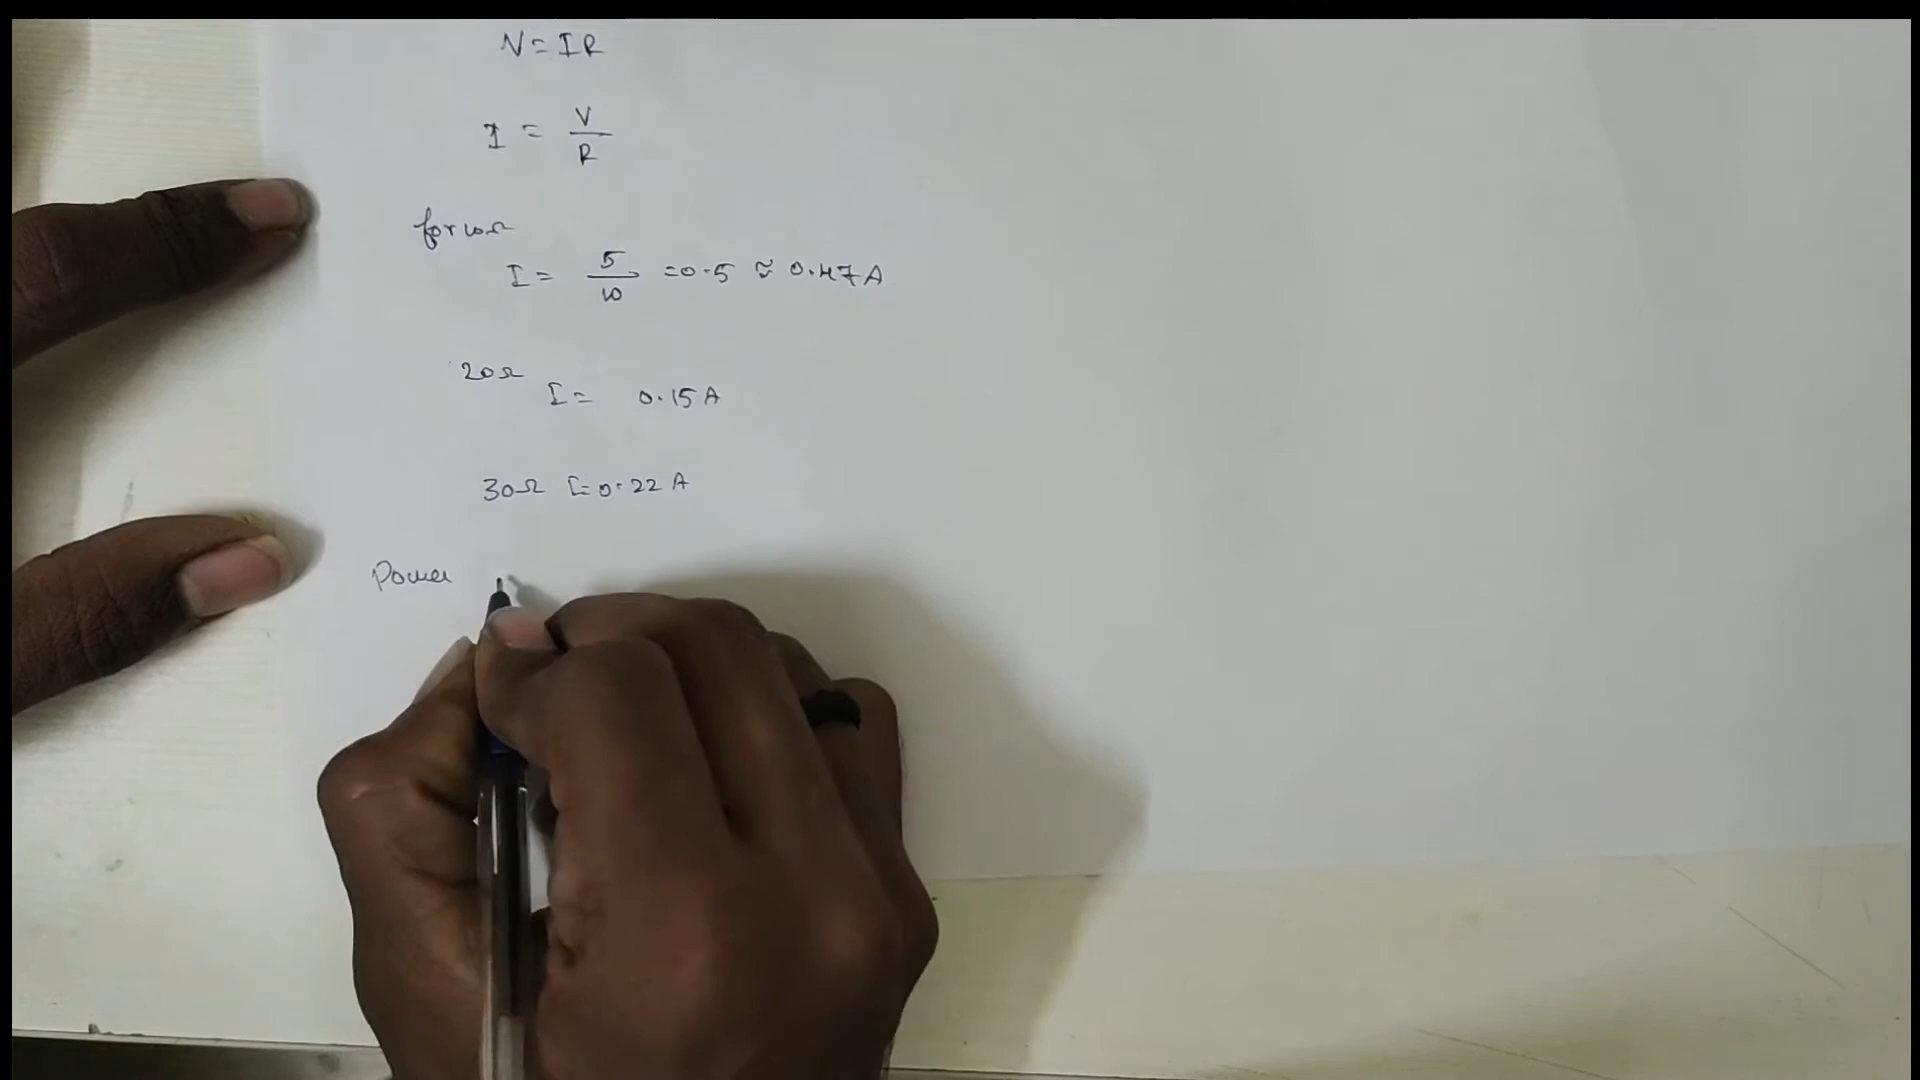 V = IR
I = V/R
for 10Ω
I = 5/10 = 0.5 ≈ 0.47 A
20Ω
I = 0.15 A
30Ω I = 0.22 A
Power